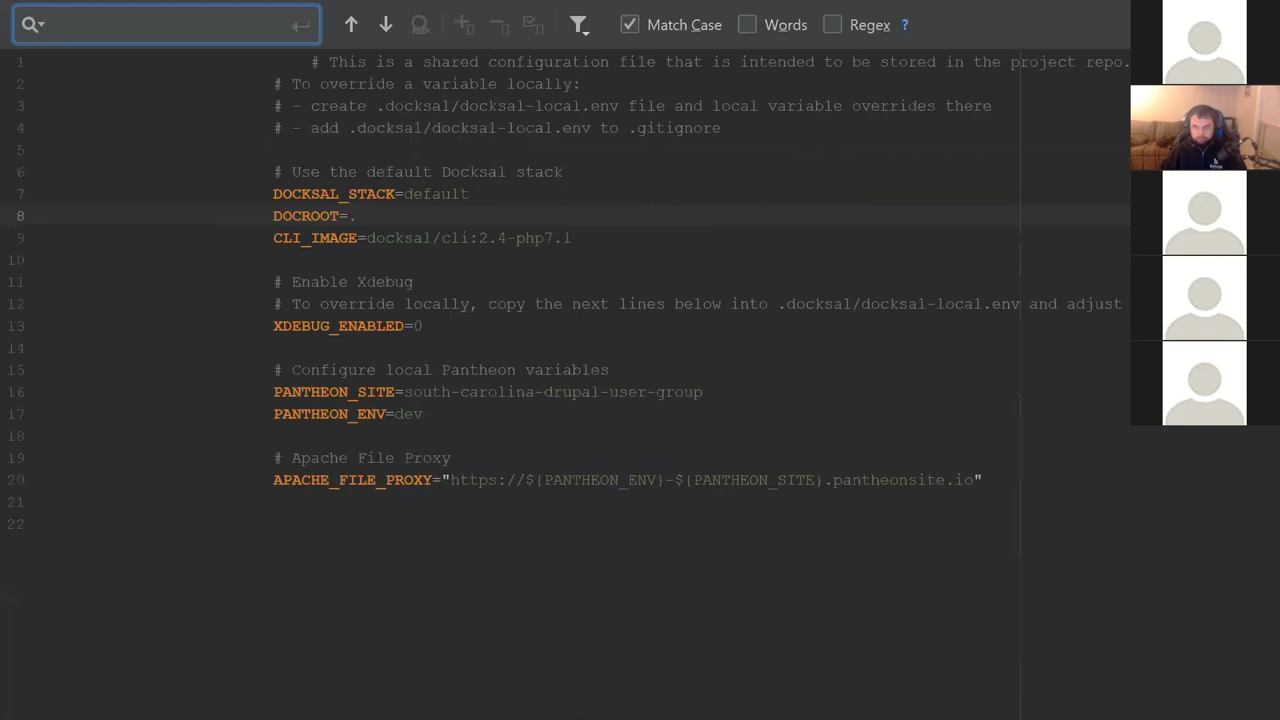 Match Case Words Regex ?
1 # This is a shared configuration file that is intended to be stored in the project repo.
2 # To override a variable locally:
3 # - create .docksal/docksal-local.env file and local variable overrides there
4 # - add .docksal/docksal-local.env to .gitignore
5
6 # Use the default Docksal stack
7 DOCKSAL_STACK=default
8 DOCROOT=.
9 CLI_IMAGE=docksal/cli:2.4-php7.1
10
11 # Enable Xdebug
12 # To override locally, copy the next lines below into .docksal/docksal-local.env and adjust
13 XDEBUG_ENABLED=0
14
15 # Configure local Pantheon variables
16 PANTHEON_SITE=south-carolina-drupal-user-group
17 PANTHEON_ENV=dev
18
19 # Apache File Proxy
20 APACHE_FILE_PROXY="https://${PANTHEON_ENV}-${PANTHEON_SITE}.pantheonsite.io"
21
22